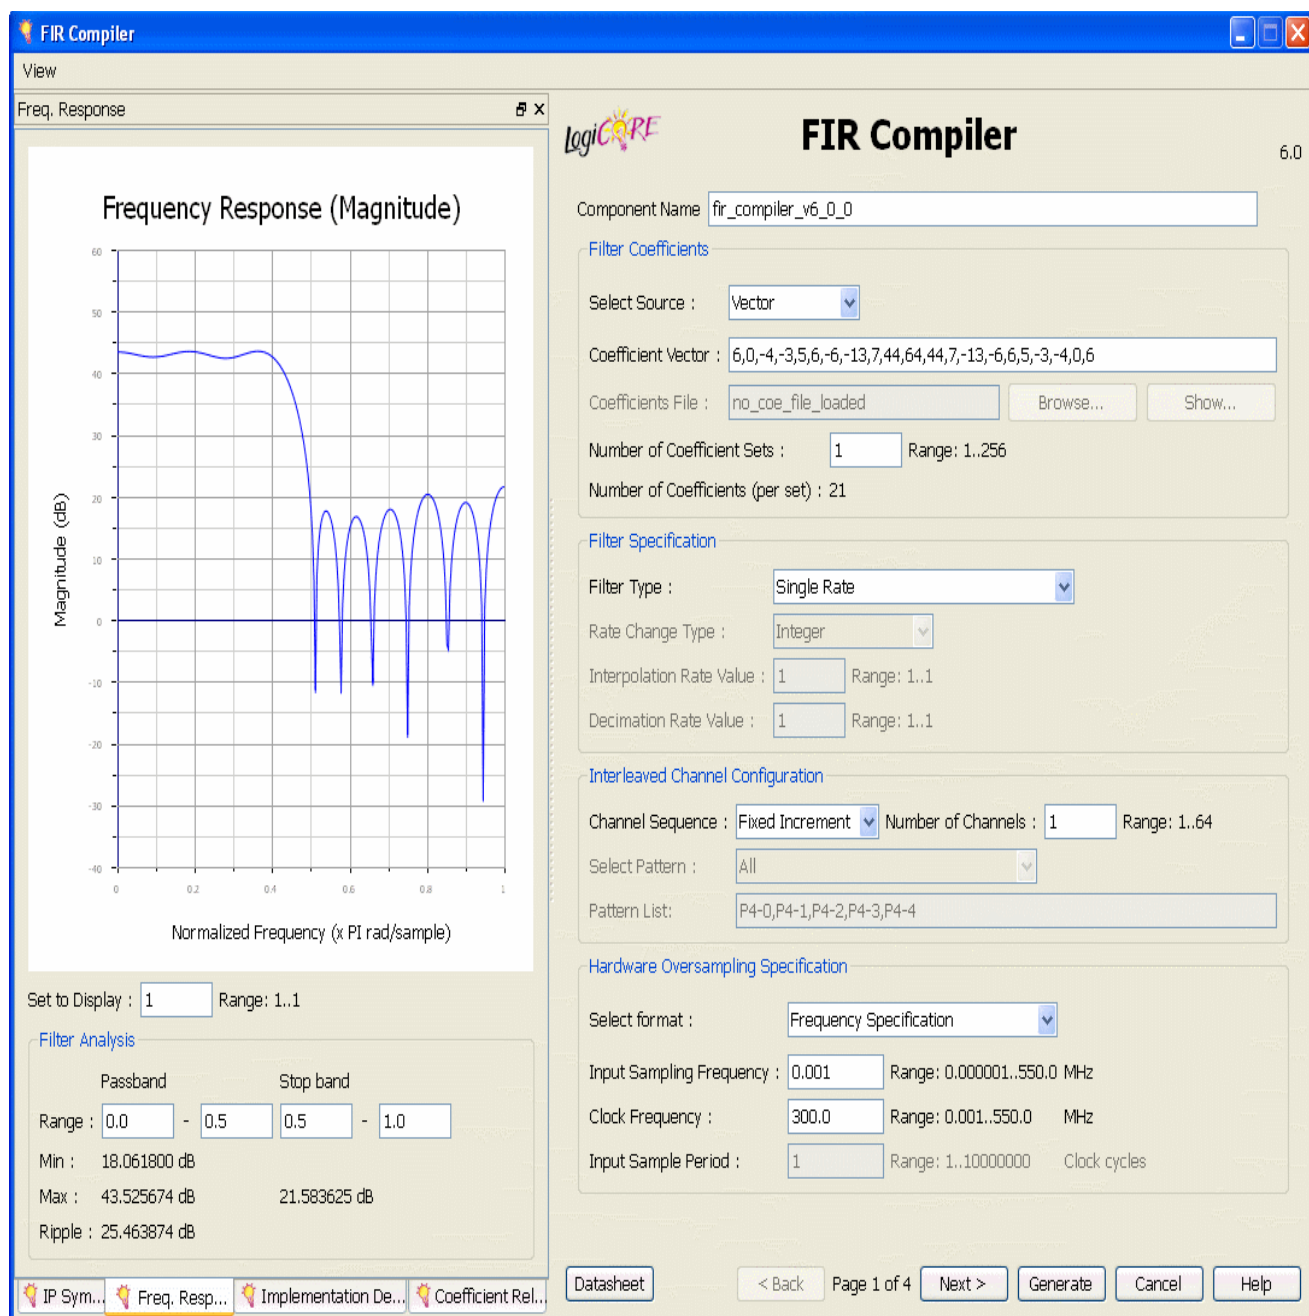 FIR Compiler
View
Freq. Response
Frequency Response (Magnitude)
60
50
40
30
20
10
0
-10
-20
-30
-40
Magnitude (dB)
0 0.2 0.4 0.6 0.8 1
Normalized Frequency (x PI rad/sample)
Set to Display : 1 Range: 1..1
Filter Analysis
Passband Stop band
Range : 0.0 - 0.5 0.5 - 1.0
Min : 18.061800 dB
Max : 43.525674 dB 21.583625 dB
Ripple : 25.463874 dB
IP Sym... Freq. Resp... Implementation De... Coefficient Rel...
LogiCORE
FIR Compiler
6.0
Component Name fir_compiler_v6_0_0
Filter Coefficients
Select Source : Vector
Coefficient Vector : 6,0,-4,-3,5,6,-6,-13,7,44,64,44,7,-13,-6,6,5,-3,-4,0,6
Coefficients File : no_coe_file_loaded Browse... Show...
Number of Coefficient Sets : 1 Range: 1..256
Number of Coefficients (per set) : 21
Filter Specification
Filter Type : Single Rate
Rate Change Type : Integer
Interpolation Rate Value : 1 Range: 1..1
Decimation Rate Value : 1 Range: 1..1
Interleaved Channel Configuration
Channel Sequence : Fixed Increment Number of Channels : 1 Range: 1..64
Select Pattern : All
Pattern List: P4-0,P4-1,P4-2,P4-3,P4-4
Hardware Oversampling Specification
Select format : Frequency Specification
Input Sampling Frequency : 0.001 Range: 0.000001..550.0 MHz
Clock Frequency : 300.0 Range: 0.001..550.0 MHz
Input Sample Period : 1 Range: 1..10000000 Clock cycles
Datasheet < Back Page 1 of 4 Next > Generate Cancel Help